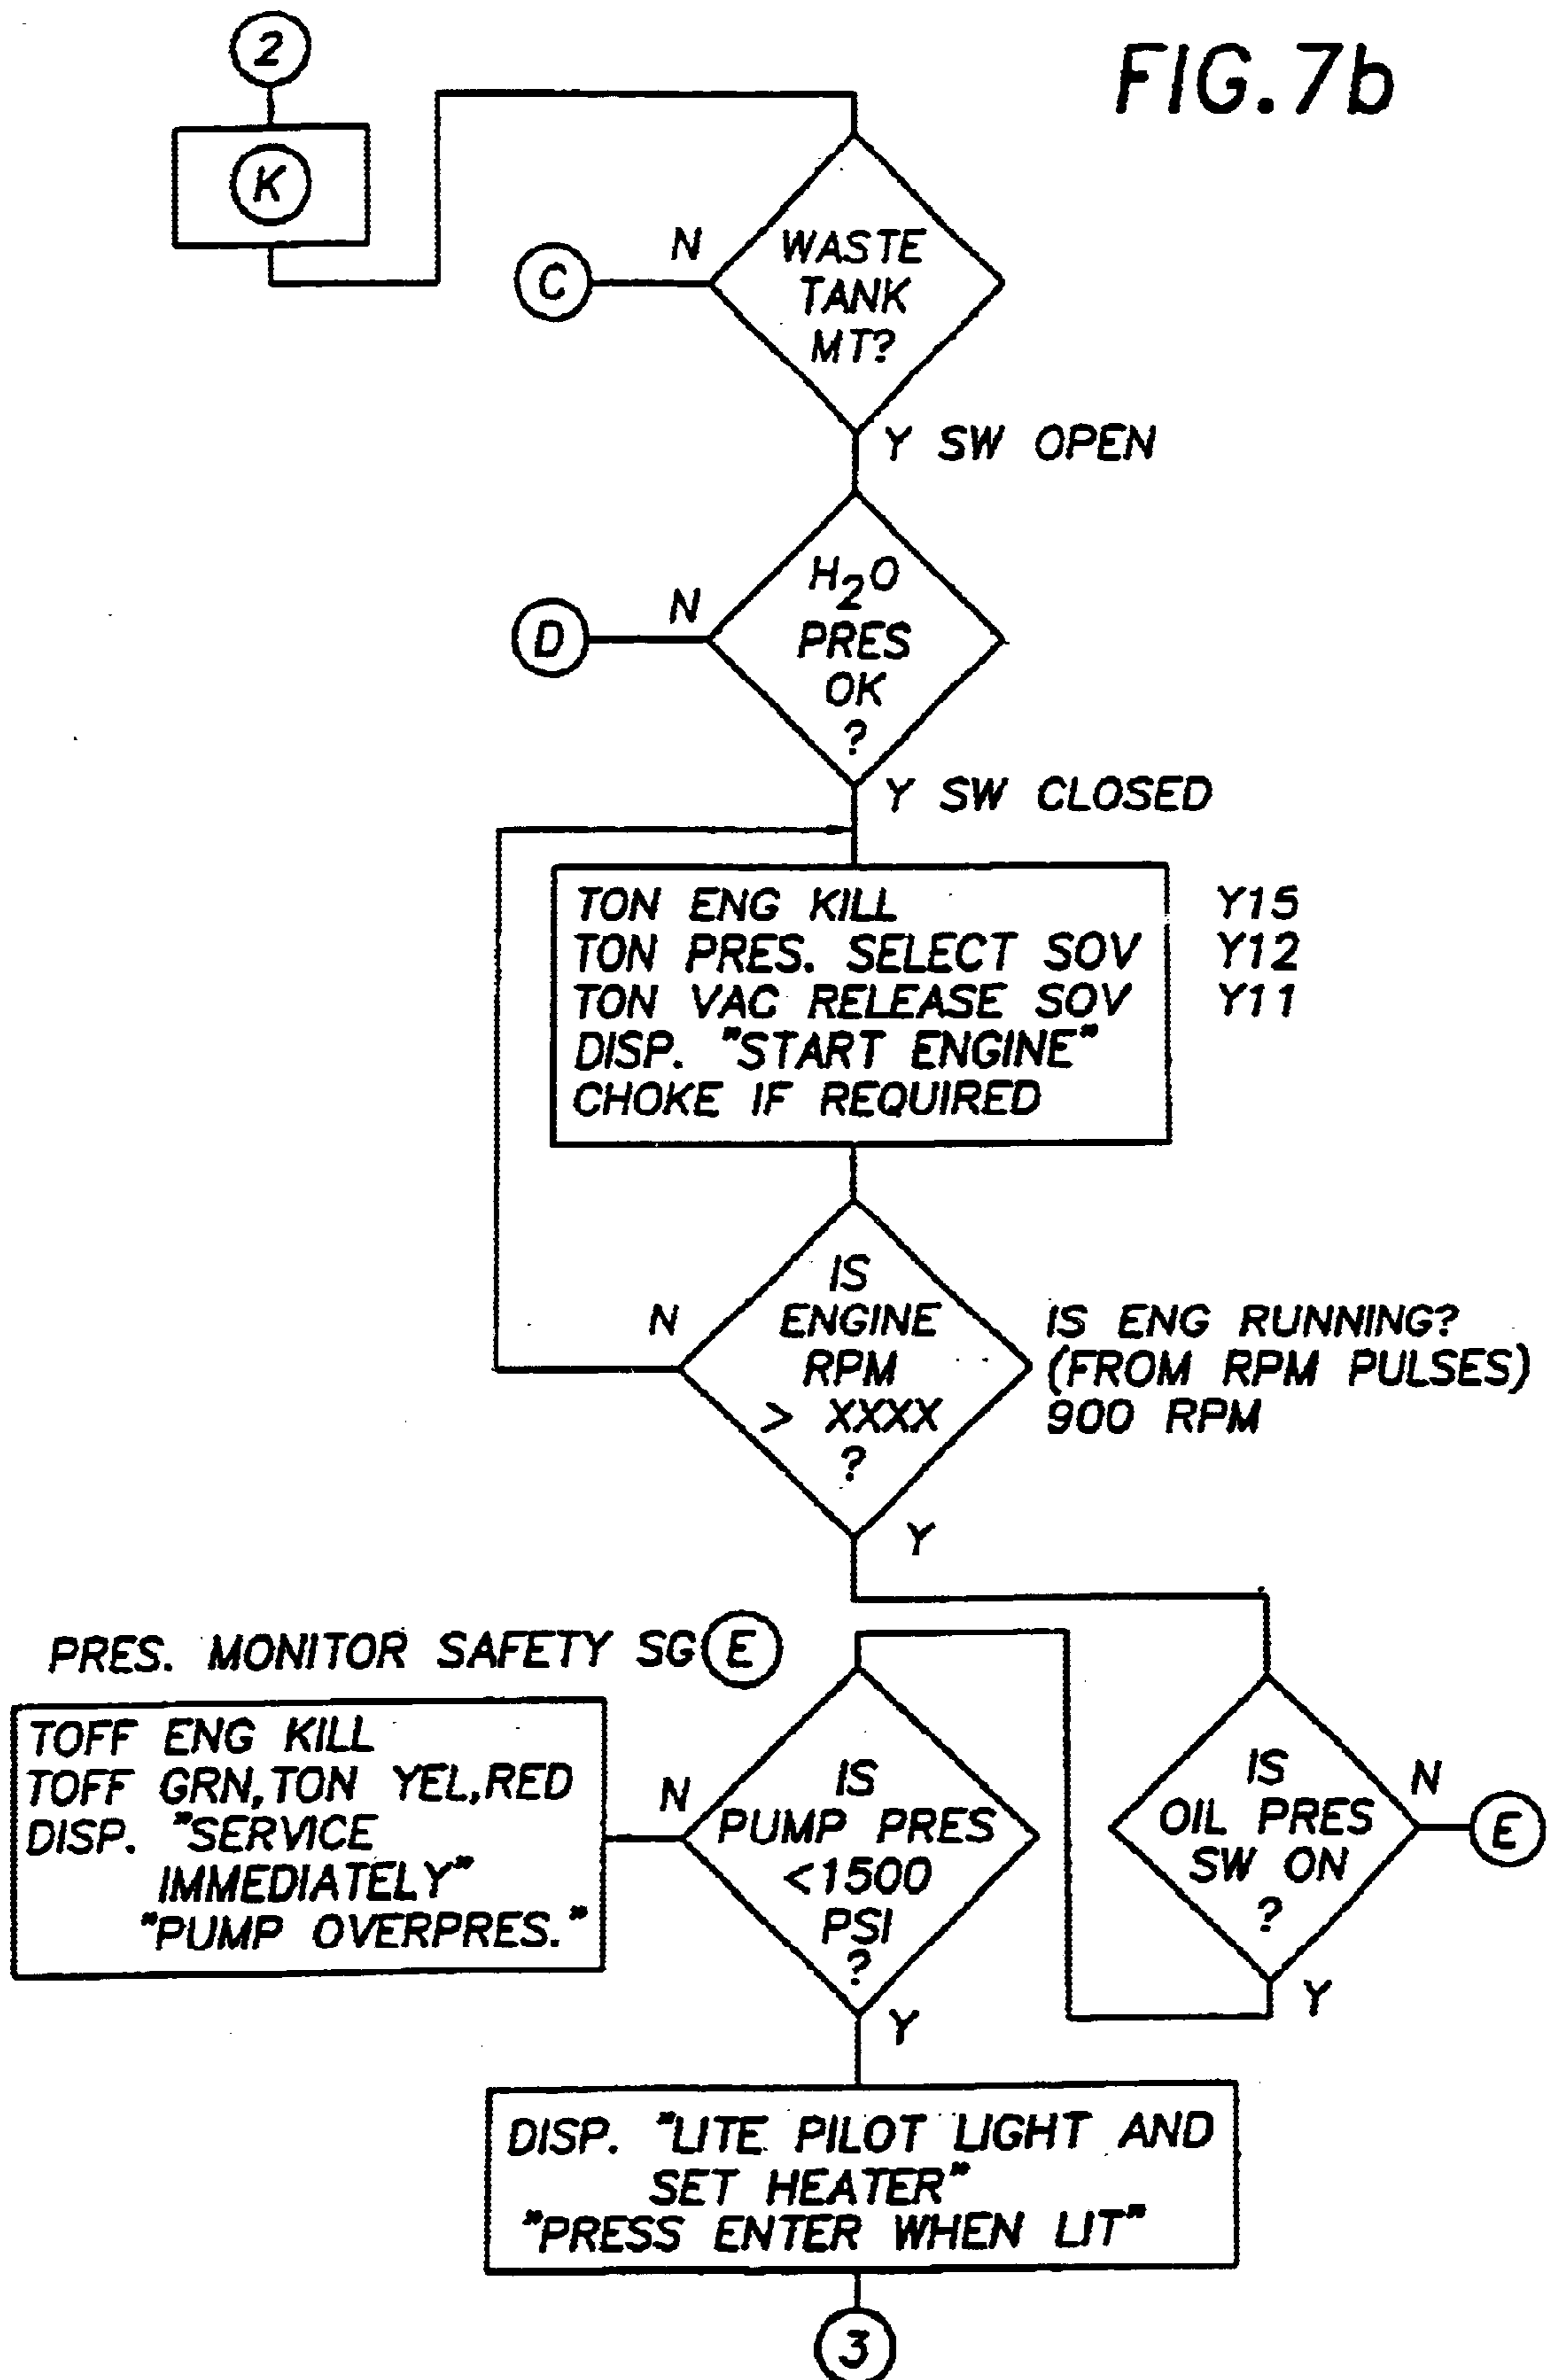 FIG.7b
2
K
N
C
WASTE
TANK
MT?
Y SW OPEN
H₂O
PRES
OK
?
N
D
Y SW CLOSED
TON ENG KILL Y15
TON PRES. SELECT SOV Y12
TON VAC RELEASE SOV Y11
DISP. "START ENGINE"
CHOKE IF REQUIRED
IS
ENGINE
RPM
> XXXX
?
N
IS ENG RUNNING?
(FROM RPM PULSES)
900 RPM
Y
PRES. MONITOR SAFETY SG E
TOFF ENG KILL
TOFF GRN,TON YEL,RED
DISP. "SERVICE
IMMEDIATELY"
"PUMP OVERPRES."
N
IS
PUMP PRES
<1500
PSI
?
Y
IS
OIL PRES
SW ON
?
N
E
Y
DISP. "LITE PILOT LIGHT AND
SET HEATER"
"PRESS ENTER WHEN LIT"
3